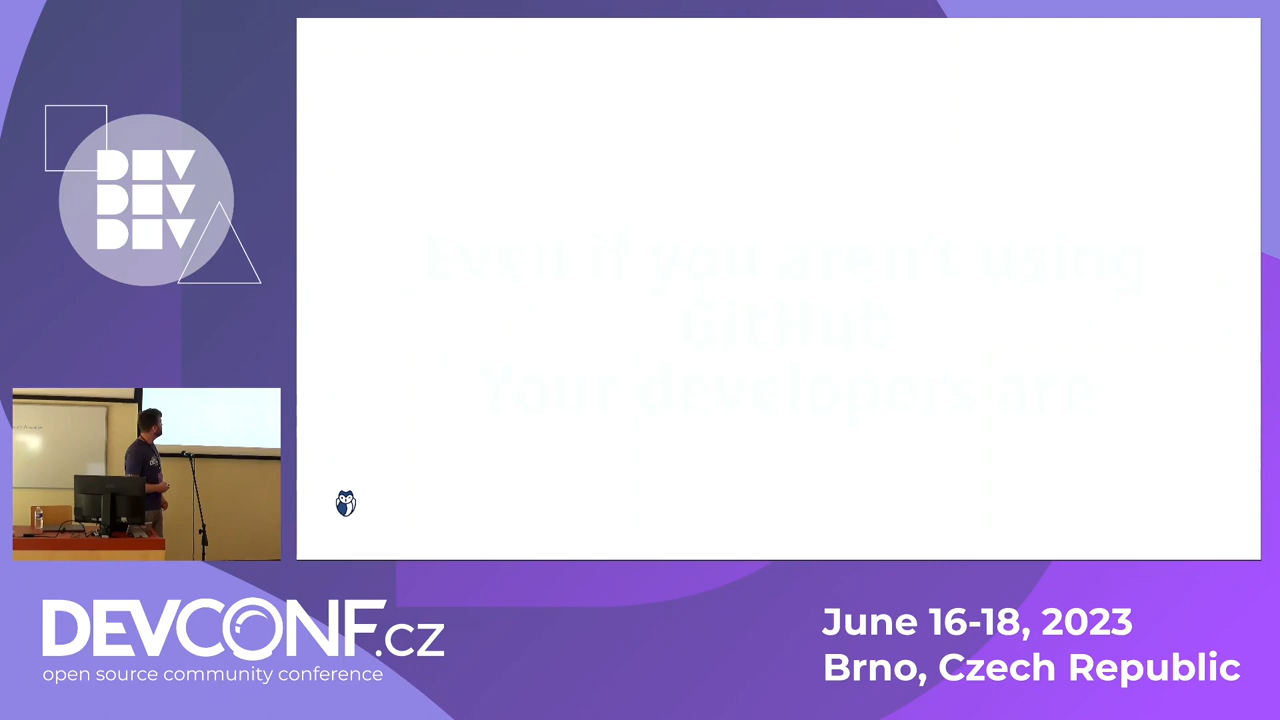 DEV
DEV
DEV
Even if you aren't using
GitHub
Your developers are
DEVCONF.cz
open source community conference
June 16-18, 2023
Brno, Czech Republic